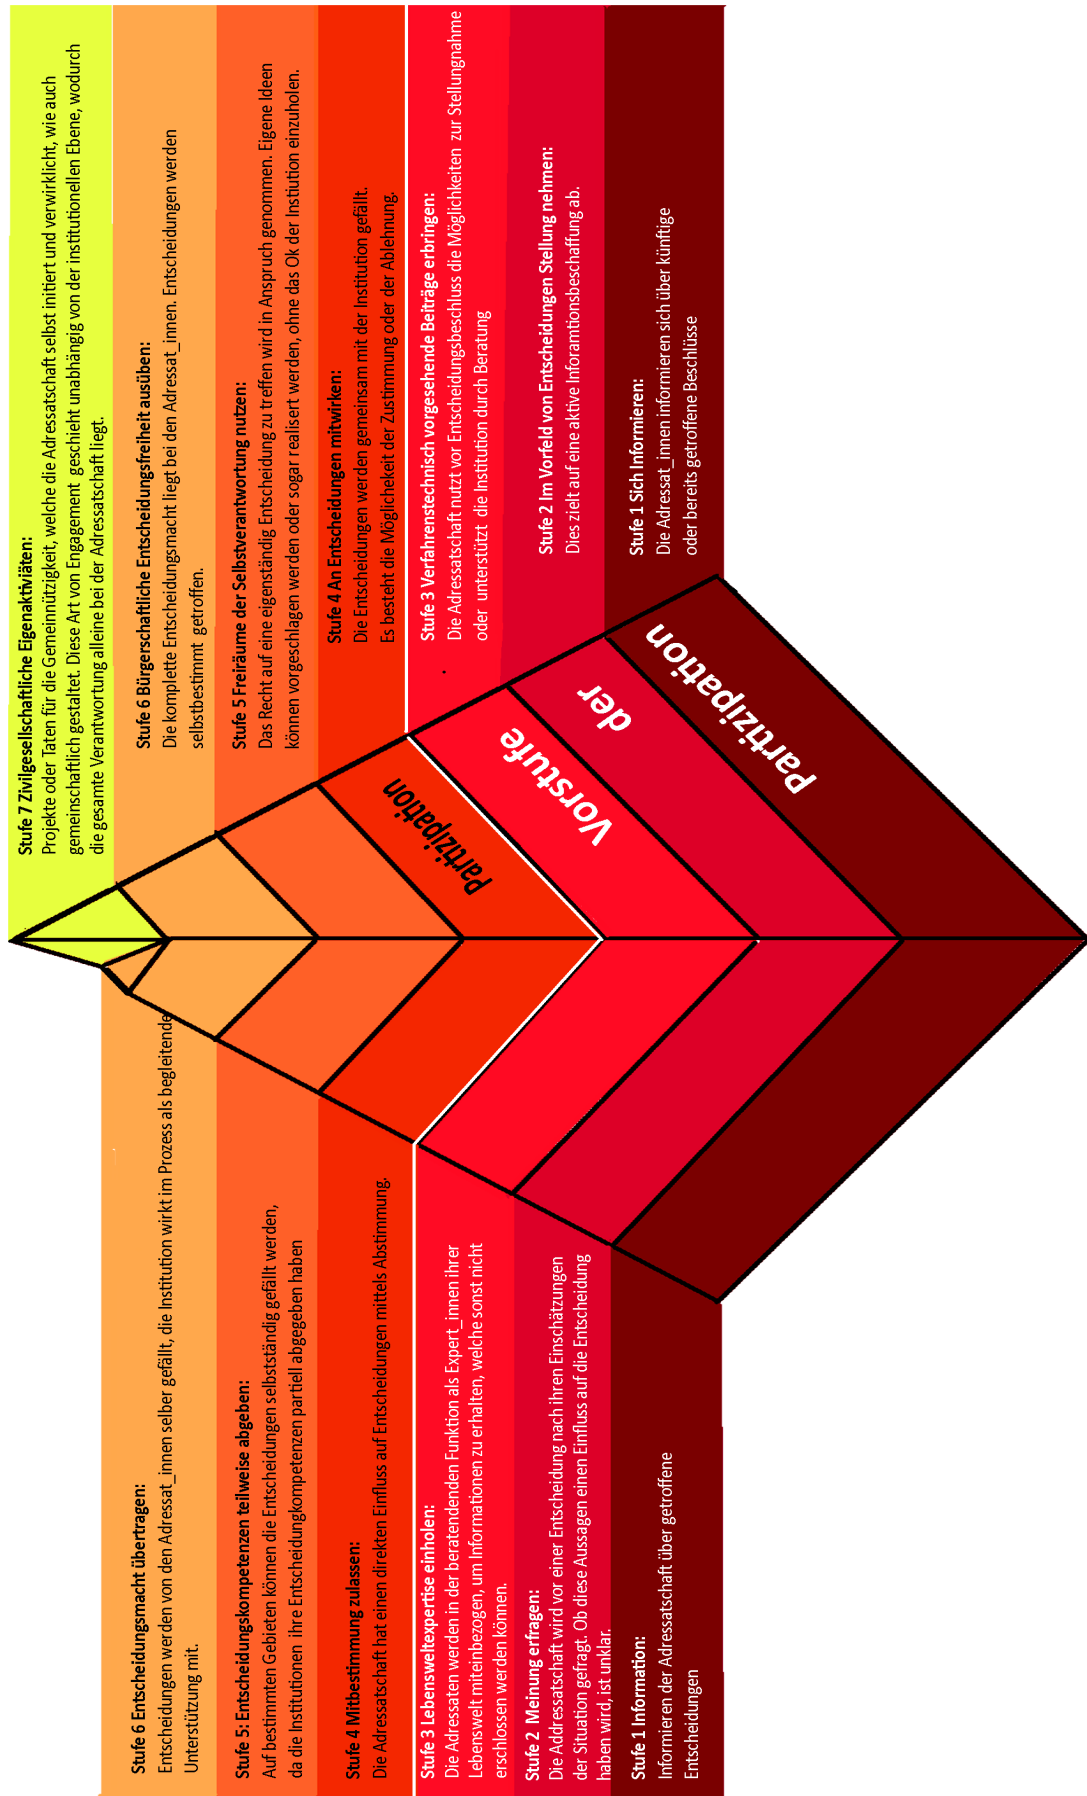 Stufe 6 Entscheidungsmacht übertragen:
Entscheidungen werden von den Adressat_innen selber gefällt, die Institution wirkt im Prozess als begleitende
Unterstützung mit.
Stufe 5: Entscheidungskompetenzen teilweise abgeben:
Auf bestimmten Gebieten können die Entscheidungen selbstständig gefällt werden,
da die Institutionen ihre Entscheidungkompetenzen partiell abgegeben haben
Stufe 4 Mitbestimmung zulassen:
Die Adressatschaft hat einen direkten Einfluss auf Entscheidungen mittels Abstimmung.
Stufe 3 Lebensweltexpertise einholen:
Die Adressaten werden in der beratendenden Funktion als Expert_innen ihrer
Lebenswelt miteinbezogen, um Informationen zu erhalten, welche sonst nicht
erschlossen werden können.
Stufe 2 Meinung erfragen:
Die Addressatschaft wird vor einer Entscheidung nach ihren Einschätzungen
der Situation gefragt. Ob diese Aussagen einen Einfluss auf die Entscheidung
haben wird, ist unklar.
Stufe 1 Information:
Informieren der Adressatschaft über getroffene
Entscheidungen
Partizipation
Vorstufe
der
Partizipation
Stufe 7 Zivilgesellschaftliche Eigenaktiviäten:
Projekte oder Taten für die Gemeinnützigkeit, welche die Adressatschaft selbst initiert und verwirklicht, wie auch
gemeinschaftlich gestaltet. Diese Art von Engagement geschieht unabhängig von der institutionellen Ebene, wodurch
die gesamte Verantwortung alleine bei der Adressatschaft liegt.
Stufe 6 Bürgerschaftliche Entscheidungsfreiheit ausüben:
Die komplette Entscheidungsmacht liegt bei den Adressat_innen. Entscheidungen werden
selbstbestimmt getroffen.
Stufe 5 Freiräume der Selbstverantwortung nutzen:
Das Recht auf eine eigenständig Entscheidung zu treffen wird in Anspruch genommen. Eigene Ideen
können vorgeschlagen werden oder sogar realisert werden, ohne das Ok der Instiution einzuholen.
Stufe 4 An Entscheidungen mitwirken:
Die Entscheidungen werden gemeinsam mit der Institution gefällt.
Es besteht die Möglichekeit der Zustimmung oder der Ablehnung.
Stufe 3 Verfahrenstechnisch vorgesehende Beiträge erbringen:
Die Adressatschaft nutzt vor Entscheidungsbeschluss die Möglichkeiten zur Stellungnahme
oder unterstützt die Institution durch Beratung
Stufe 2 Im Vorfeld von Entscheidungen Stellung nehmen:
Dies zielt auf eine aktive Inforamtionsbeschaffung ab.
Stufe 1 Sich Informieren:
Die Adressat_innen informieren sich über künftige
oder bereits getroffene Beschlüsse